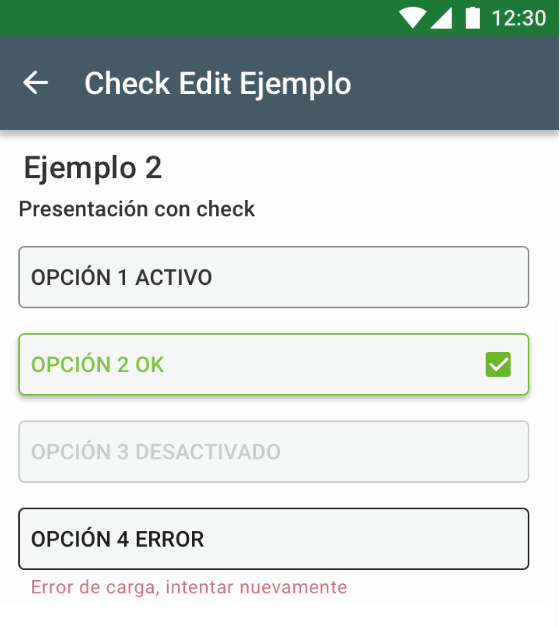 12:30
Check Edit Ejemplo
Ejemplo 2
Presentación con check
OPCIÓN 1 ACTIVO
OPCIÓN 2 OK
OPCIÓN 3 DESACTIVADO
OPCIÓN 4 ERROR
Error de carga, intentar nuevamente